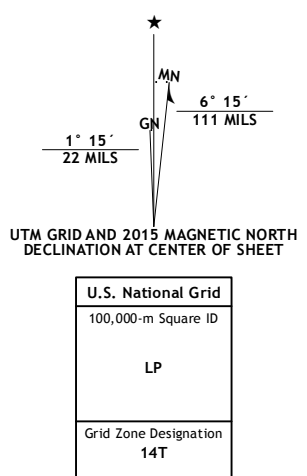 ★
MN
GN
6° 15´
111 MILS
1° 15´
22 MILS
UTM GRID AND 2015 MAGNETIC NORTH
DECLINATION AT CENTER OF SHEET
U.S. National Grid
100,000-m Square ID
LP
Grid Zone Designation
14T